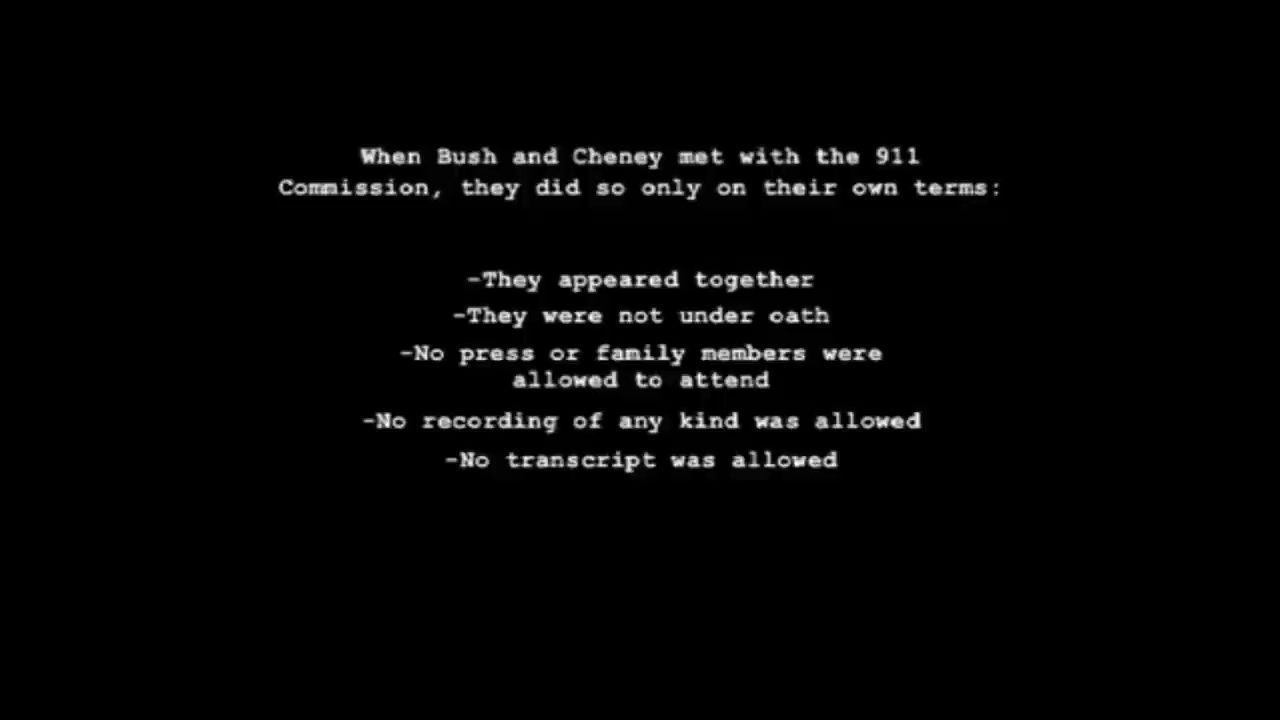 When Bush and Cheney met with the 911
Commission, they did so only on their own terms:
-They appeared together
-They were not under oath
-No press or family members were
allowed to attend
-No recording of any kind was allowed
-No transcript was allowed